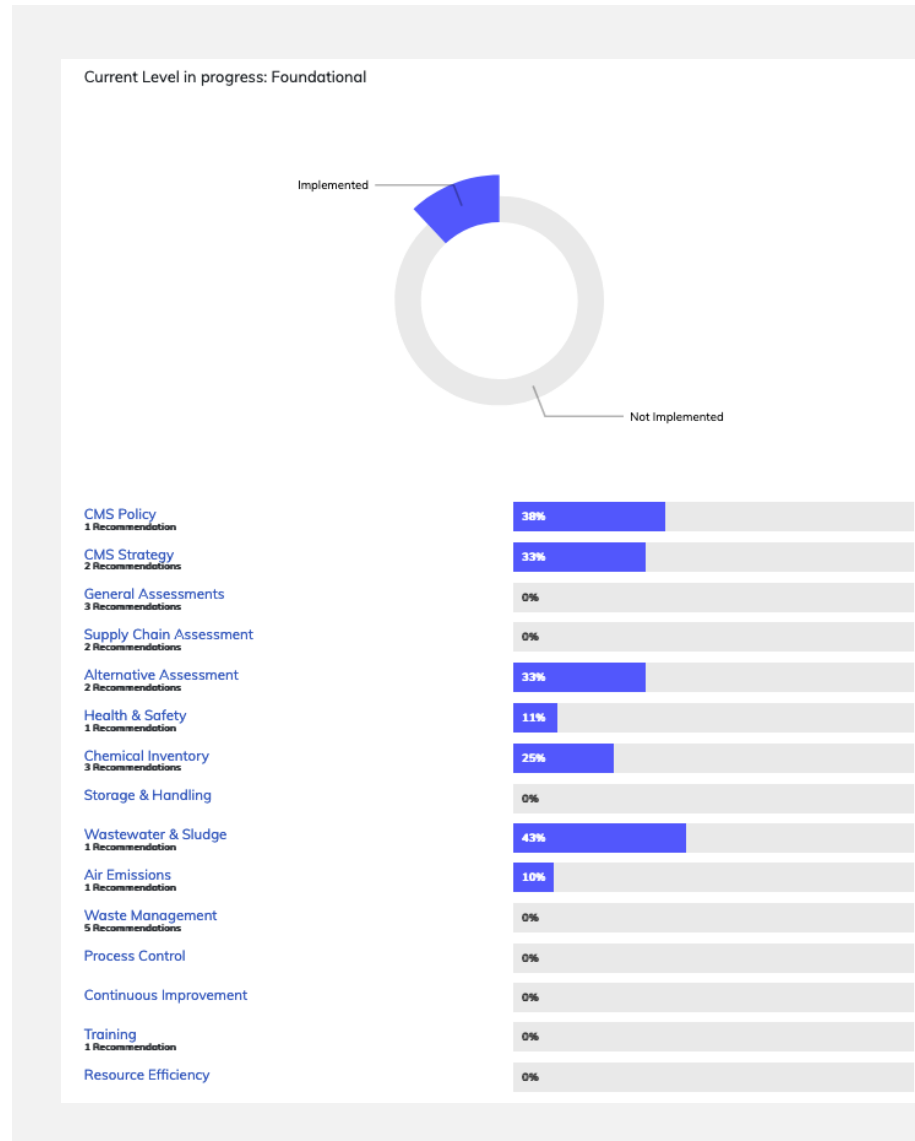 Current Level in progress: Foundational
Implemented
Not Implemented
CMS Policy
1 Recommendation
38%
CMS Strategy
2 Recommendations
33%
General Assessments
3 Recommendations
0%
Supply Chain Assessment
2 Recommendations
0%
Alternative Assessment
2 Recommendations
33%
Health & Safety
1 Recommendation
11%
Chemical Inventory
3 Recommendations
25%
Storage & Handling
0%
Wastewater & Sludge
1 Recommendation
43%
Air Emissions
1 Recommendation
10%
Waste Management
5 Recommendations
0%
Process Control
0%
Continuous Improvement
0%
Training
1 Recommendation
0%
Resource Efficiency
0%